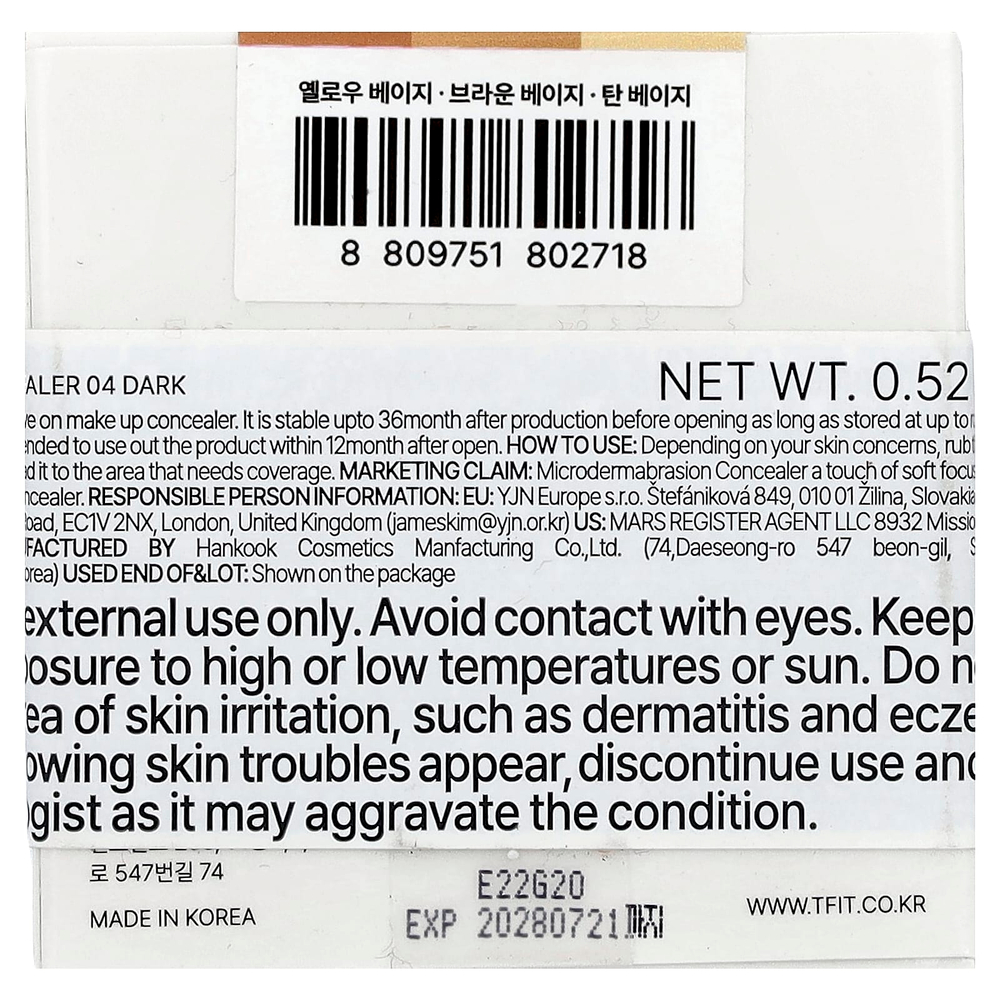 옐로우 베이지 · 브라운 베이지 · 탄 베이지
8 809751 802718
ALER 04 DARK
NET WT. 0.52
e on make up concealer. It is stable upto 36month after production before opening as long as stored at up to
nded to use out the product within 12month after open. HOW TO USE: Depending on your skin concerns, rub
d it to the area that needs coverage. MARKETING CLAIM: Microdermabrasion Concealer a touch of soft focu
ncealer. RESPONSIBLE PERSON INFORMATION: EU: YJN Europe s.r.o. Štefániková 849, 010 01 Žilina, Slovakia
oad, EC1V 2NX, London, United Kingdom (jameskim@yjn.or.kr) US: MARS REGISTER AGENT LLC 8932 Missio
FACTURED BY Hankook Cosmetics Manfacturing Co.,Ltd. (74,Daeseong-ro 547 beon-gil, S
orea) USED END OF&LOT: Shown on the package
external use only. Avoid contact with eyes. Keep
osure to high or low temperatures or sun. Do n
ea of skin irritation, such as dermatitis and ecze
owing skin troubles appear, discontinue use and
gist as it may aggravate the condition.
로 547번길 74
MADE IN KOREA
E22G20
EXP 20280721까지
WWW.TFIT.CO.KR